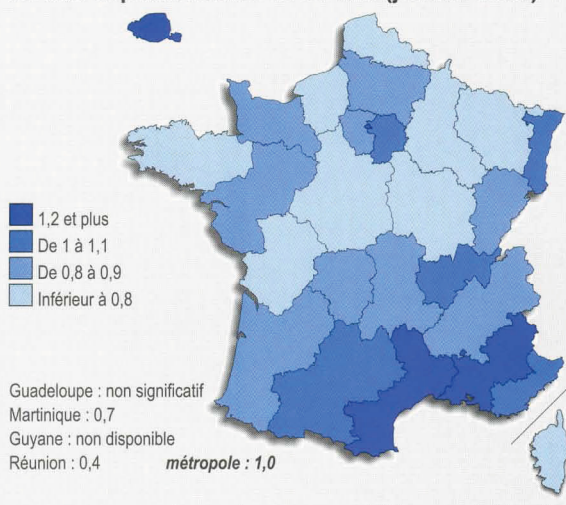 1,2 et plus
De 1 à 1,1
De 0,8 à 0,9
Inférieur à 0,8
Guadeloupe : non significatif
Martinique : 0,7
Guyane : non disponible
Réunion : 0,4 métropole : 1,0